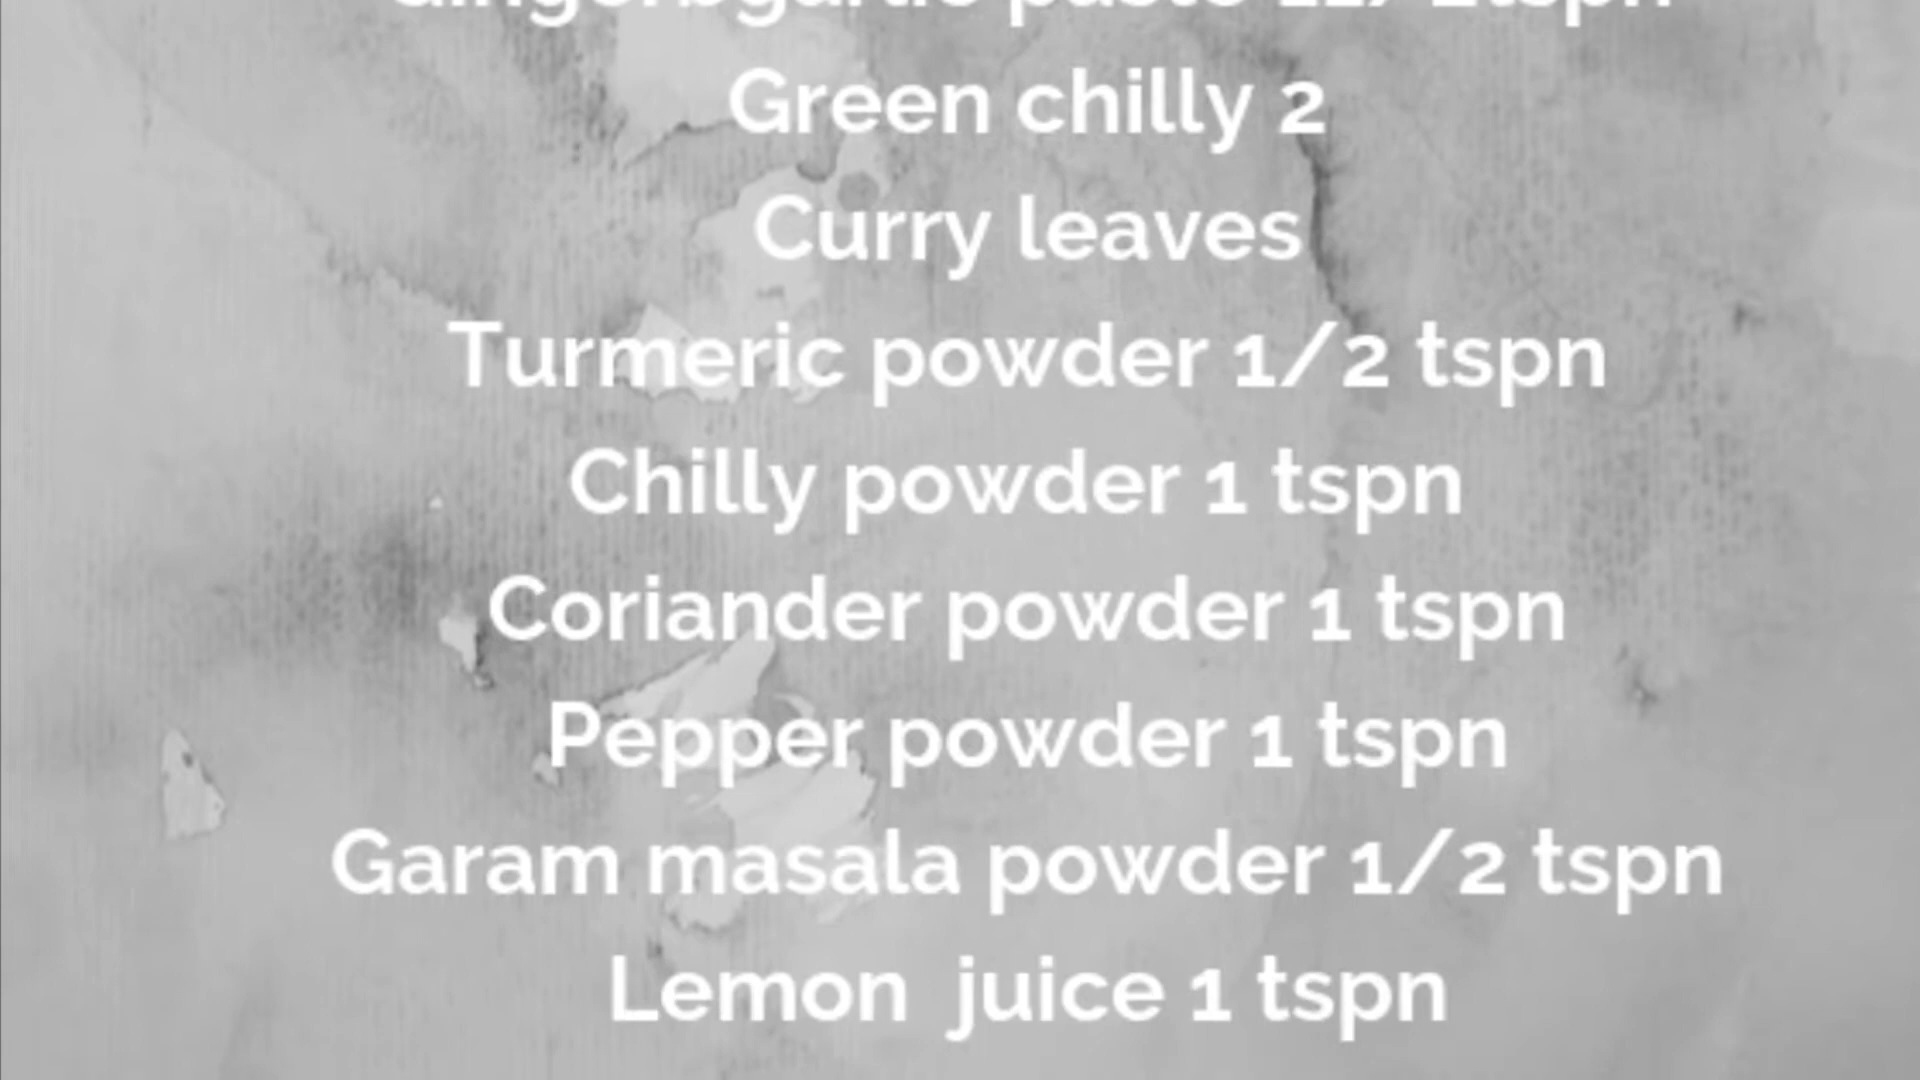 Green chilly 2
Curry leaves
Turmeric powder 1/2 tspn
Chilly powder 1 tspn
Coriander powder 1 tspn
Pepper powder 1 tspn
Garam masala powder 1/2 tspn
Lemon  juice 1 tspn